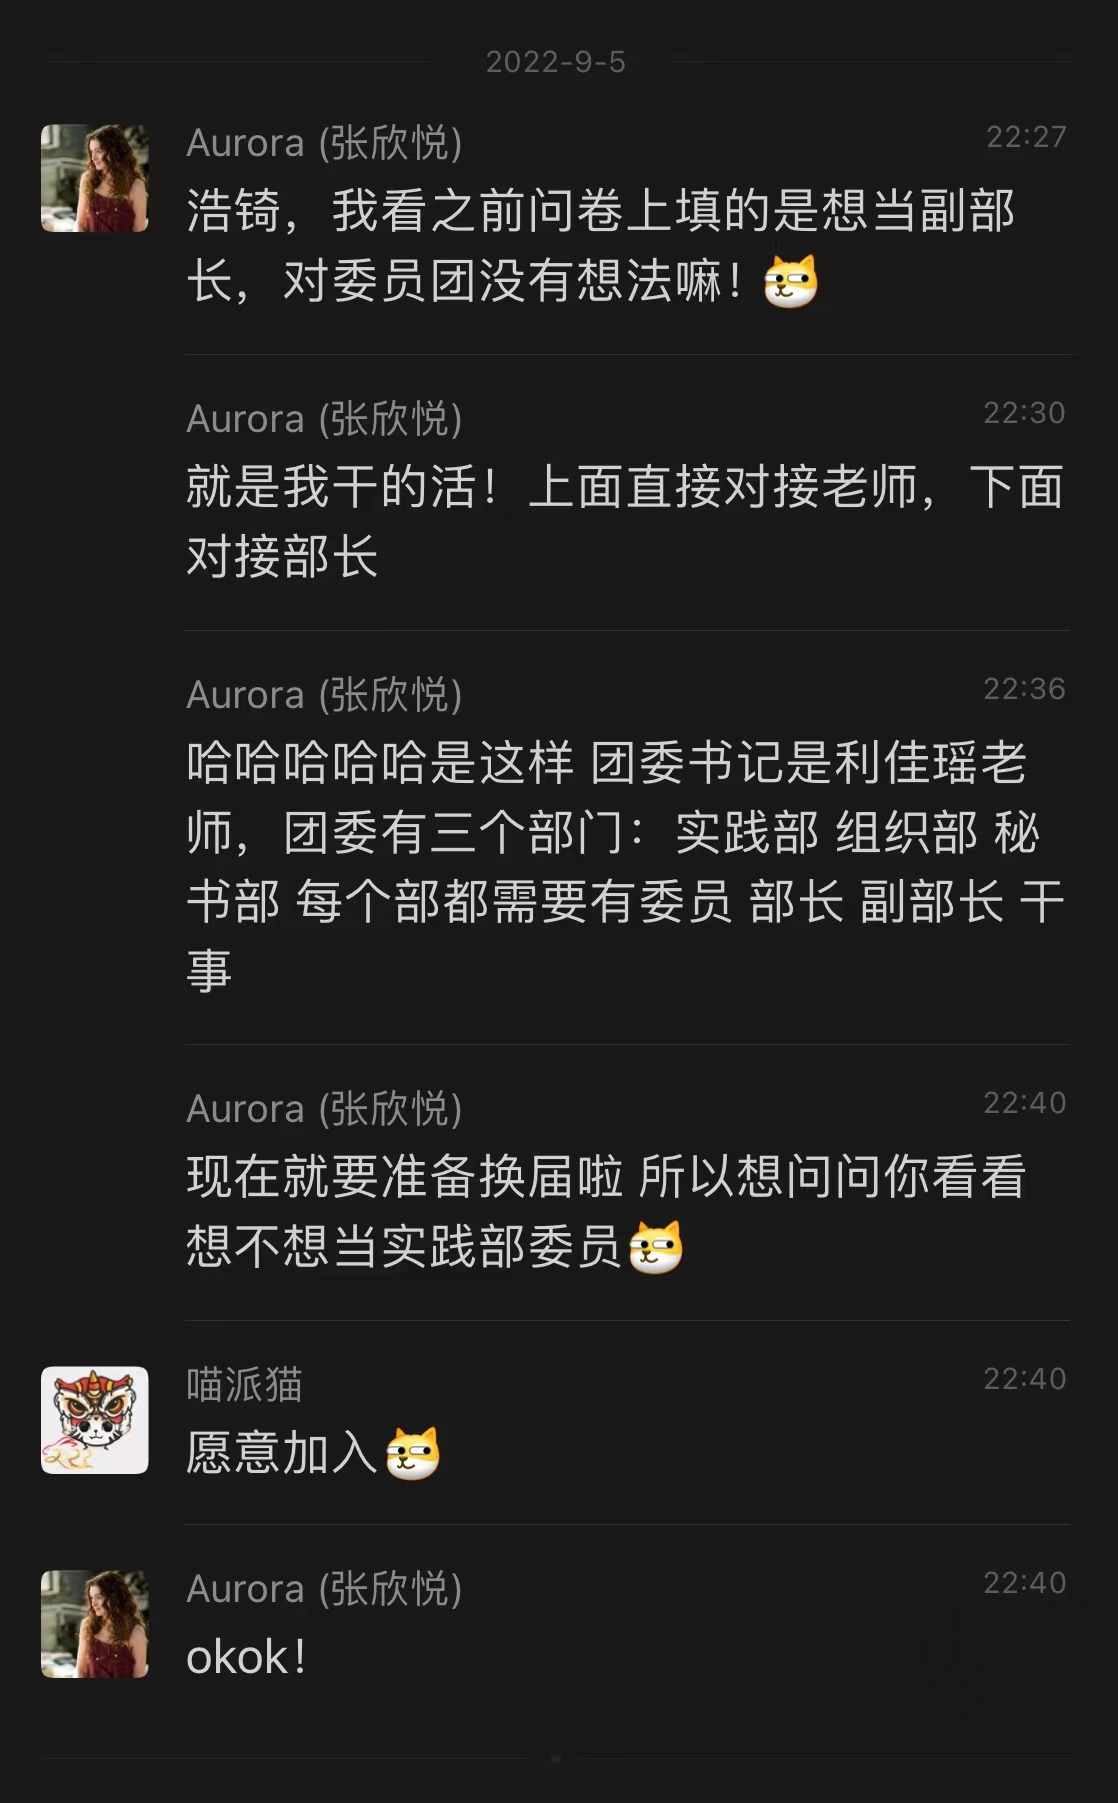 2022-9-5
Aurora (张欣悦)
22:27
浩锜，我看之前问卷上填的是想当副部
长，对委员团没有想法嘛！
Aurora (张欣悦)
22:30
就是我干的活！上面直接对接老师，下面
对接部长
Aurora (张欣悦)
22:36
哈哈哈哈哈是这样 团委书记是利佳瑶老
师，团委有三个部门：实践部 组织部 秘
书部 每个部都需要有委员 部长 副部长 干
事
Aurora (张欣悦)
22:40
现在就要准备换届啦 所以想问问你看看
想不想当实践部委员
喵派猫
22:40
愿意加入
Aurora (张欣悦)
22:40
okok！